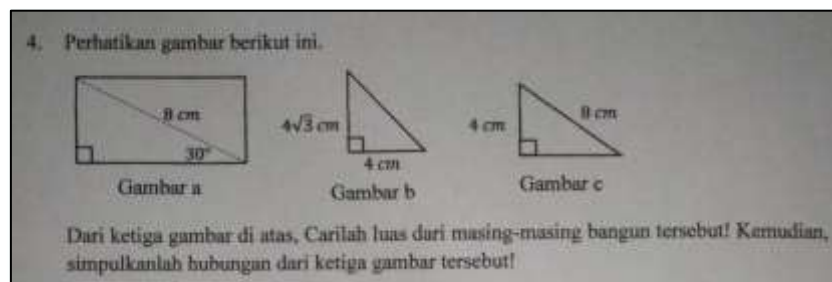 4. Perhatikan gambar berikut ini.
8 cm
30°
Gambar a
4√3 cm
4 cm
Gambar b
4 cm
8 cm
Gambar c
Dari ketiga gambar di atas, Carilah luas dari masing-masing bangun tersebut! Kemudian,
simpulkanlah hubungan dari ketiga gambar tersebut!